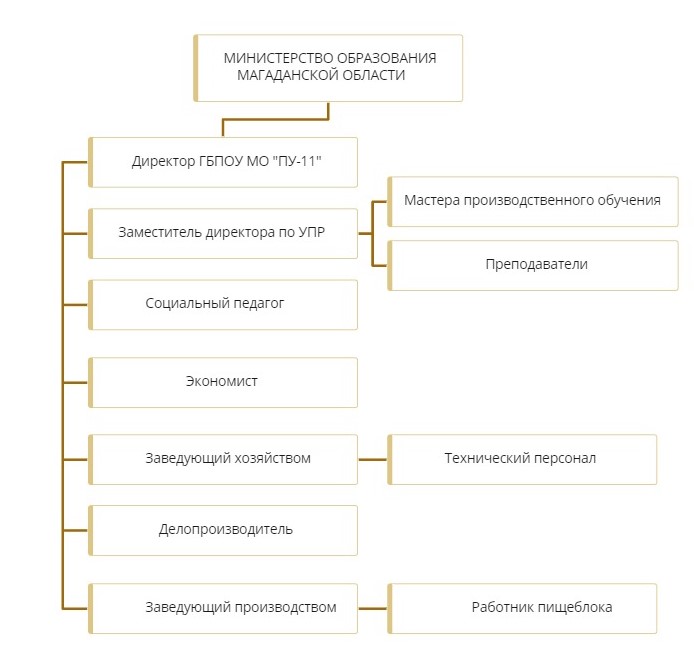 МИНИСТЕРСТВО ОБРАЗОВАНИЯ
МАГАДАНСКОЙ ОБЛАСТИ
Директор ГБПОУ МО "ПУ-11"
Заместитель директора по УПР
Мастера производственного обучения
Преподаватели
Социальный педагог
Экономист
Заведующий хозяйством
Технический персонал
Делопроизводитель
Заведующий производством
Работник пищеблока